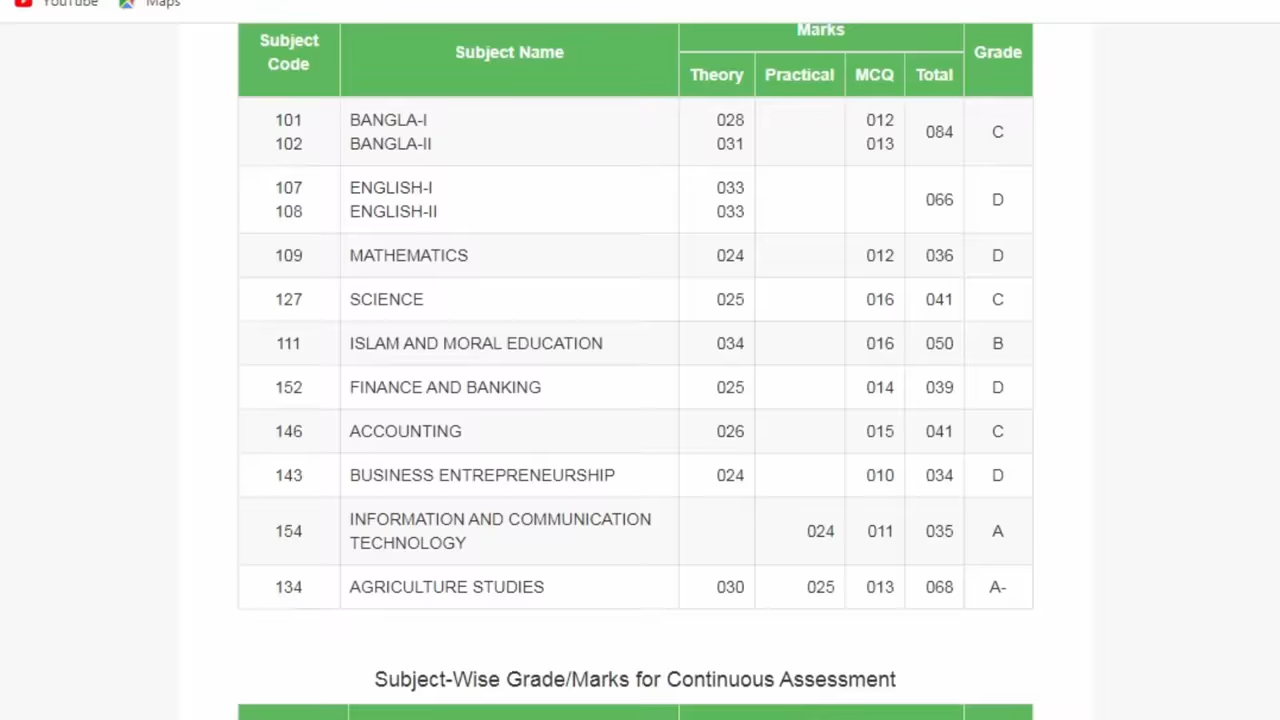 YouTube Maps
Marks
Subject Code Subject Name Grade
Theory Practical MCQ Total
101 BANGLA-I 028 012
084 C
102 BANGLA-II 031 013
107 ENGLISH-I 033
066 D
108 ENGLISH-II 033
109 MATHEMATICS 024 012 036 D
127 SCIENCE 025 016 041 C
111 ISLAM AND MORAL EDUCATION 034 016 050 B
152 FINANCE AND BANKING 025 014 039 D
146 ACCOUNTING 026 015 041 C
143 BUSINESS ENTREPRENEURSHIP 024 010 034 D
INFORMATION AND COMMUNICATION
154 024 011 035 A
TECHNOLOGY
134 AGRICULTURE STUDIES 030 025 013 068 A-
Subject-Wise Grade/Marks for Continuous Assessment